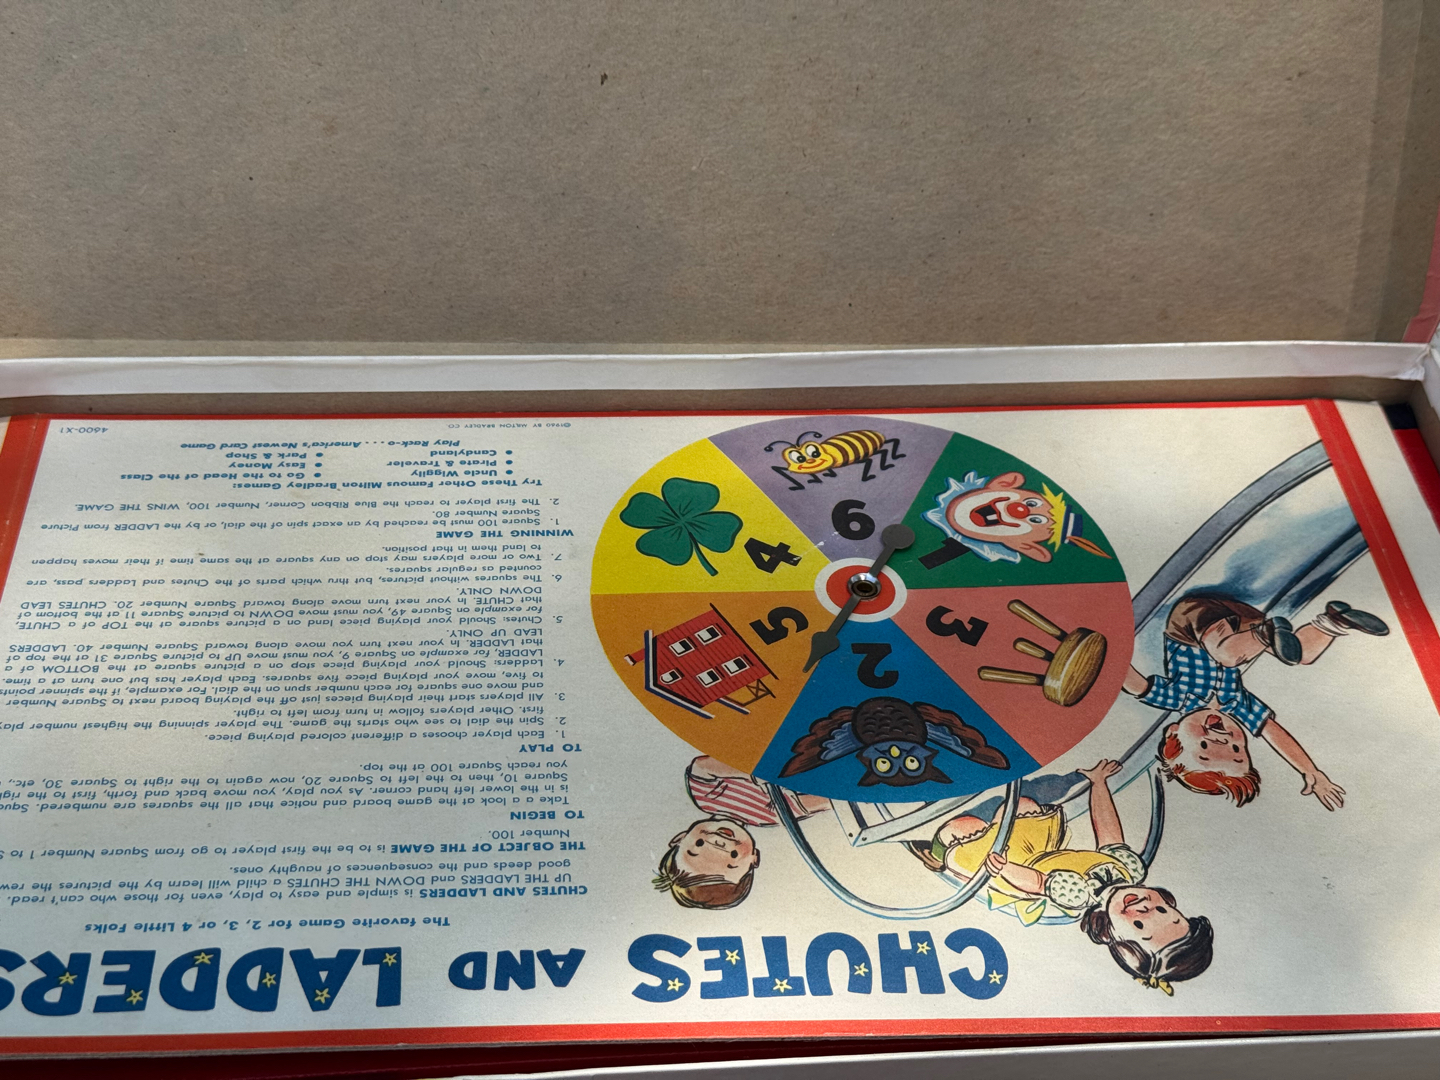 CHUTES AND LADDERS
The favorite Game for 2, 3, or 4 Little Folks
CHUTES AND LADDERS is simple and easy to play, even for those who can't read.
UP THE LADDERS and DOWN THE CHUTES a child will learn by the pictures the rew
good deeds and the consequences of naughty ones.
THE OBJECT OF THE GAME is to be the first player to go from Square Number 1 to S
Number 100.
TO BEGIN
Take a look at the game board and notice that all the squares are numbered. Squ
is in the lower left hand corner. As you play, you move back and forth, first to the righ
Square 10, then to the left to Square 20, now again to the right to Square 30, etc.,
you reach Square 100 at the top.
TO PLAY
1. Each player chooses a different colored playing piece.
2. Spin the dial to see who starts the game. The player spinning the highest number play
first. Other players follow in turn from left to right.
3. All players start their playing pieces just off the playing board next to Square Number
and move one square for each number spun on the dial. For example, if the spinner points
to five, move your playing piece five squares. Each player has but one turn at a time.
4. Ladders: Should your playing piece stop on a picture square at the BOTTOM of a
LADDER, for example on Square 9, you must move UP to picture Square 31 at the top of
that LADDER. In your next turn you move along toward Square Number 40. LADDERS
LEAD UP ONLY.
5. Chutes: Should your playing piece land on a picture square at the TOP of a CHUTE,
for example on Square 49, you must move DOWN to picture Square 11 at the bottom of
that CHUTE. In your next turn move along toward Square Number 20. CHUTES LEAD
DOWN ONLY.
6. The squares without pictures, but thru which parts of the Chutes and Ladders pass, are
counted as regular squares.
7. Two or more players may stop on any square at the same time if their moves happen
to land them in that position.
WINNING THE GAME
1. Square 100 must be reached by an exact spin of the dial, or by the LADDER from Picture
Square Number 80.
2. The first player to reach the Blue Ribbon Corner, Number 100, WINS THE GAME.
Try These Other Famous Milton Bradley Games:
• Uncle Wiggily • Go to the Head of the Class
• Pirate & Traveler • Easy Money
• Candyland • Park & Shop
Play Rack-o . . . . America's Newest Card Game
©1960 BY MILTON BRADLEY CO.
4600-X1
1
2
3
4
5
6